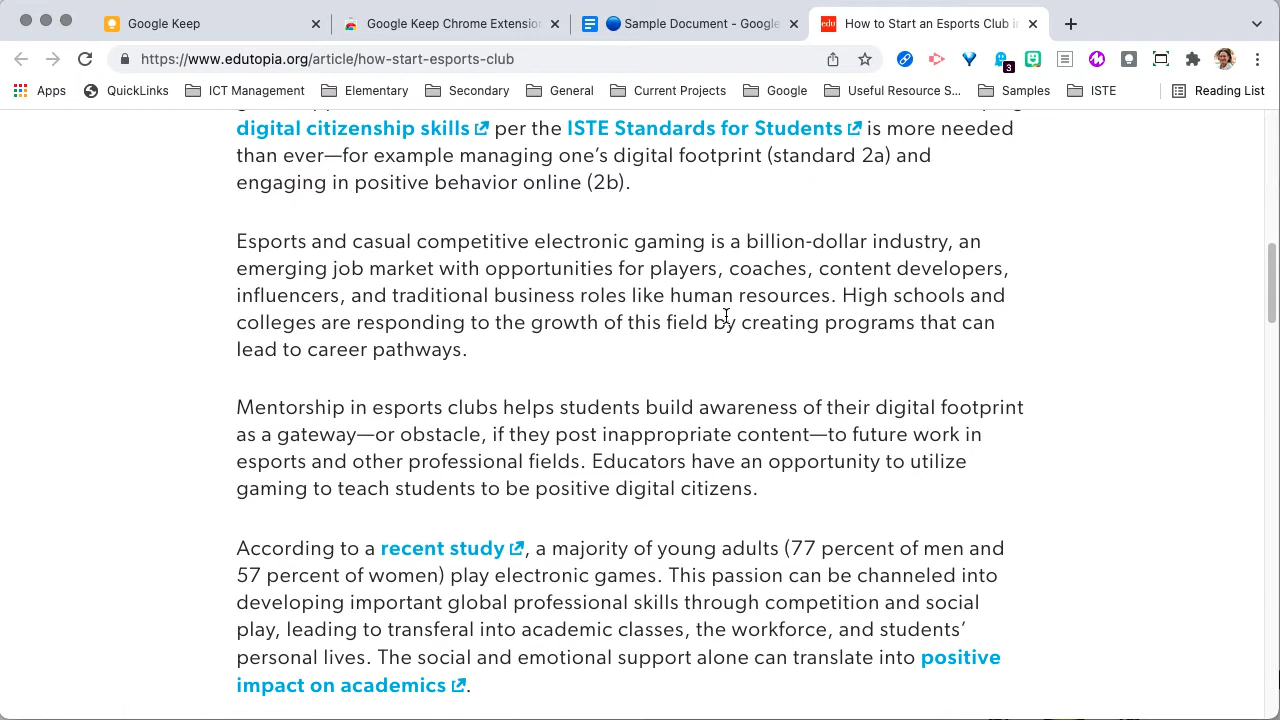 Google Keep
Google Keep Chrome Extension
Sample Document - Google
edu
How to Start an Esports Club in
https://www.edutopia.org/article/how-start-esports-club
3
Apps
QuickLinks
ICT Management
Elementary
Secondary
General
Current Projects
Google
Useful Resource S...
Samples
ISTE
Reading List
digital citizenship skills per the ISTE Standards for Students is more needed
than ever—for example managing one's digital footprint (standard 2a) and
engaging in positive behavior online (2b).
Esports and casual competitive electronic gaming is a billion-dollar industry, an
emerging job market with opportunities for players, coaches, content developers,
influencers, and traditional business roles like human resources. High schools and
colleges are responding to the growth of this field by creating programs that can
lead to career pathways.
Mentorship in esports clubs helps students build awareness of their digital footprint
as a gateway—or obstacle, if they post inappropriate content—to future work in
esports and other professional fields. Educators have an opportunity to utilize
gaming to teach students to be positive digital citizens.
According to a recent study, a majority of young adults (77 percent of men and
57 percent of women) play electronic games. This passion can be channeled into
developing important global professional skills through competition and social
play, leading to transferal into academic classes, the workforce, and students'
personal lives. The social and emotional support alone can translate into positive
impact on academics.